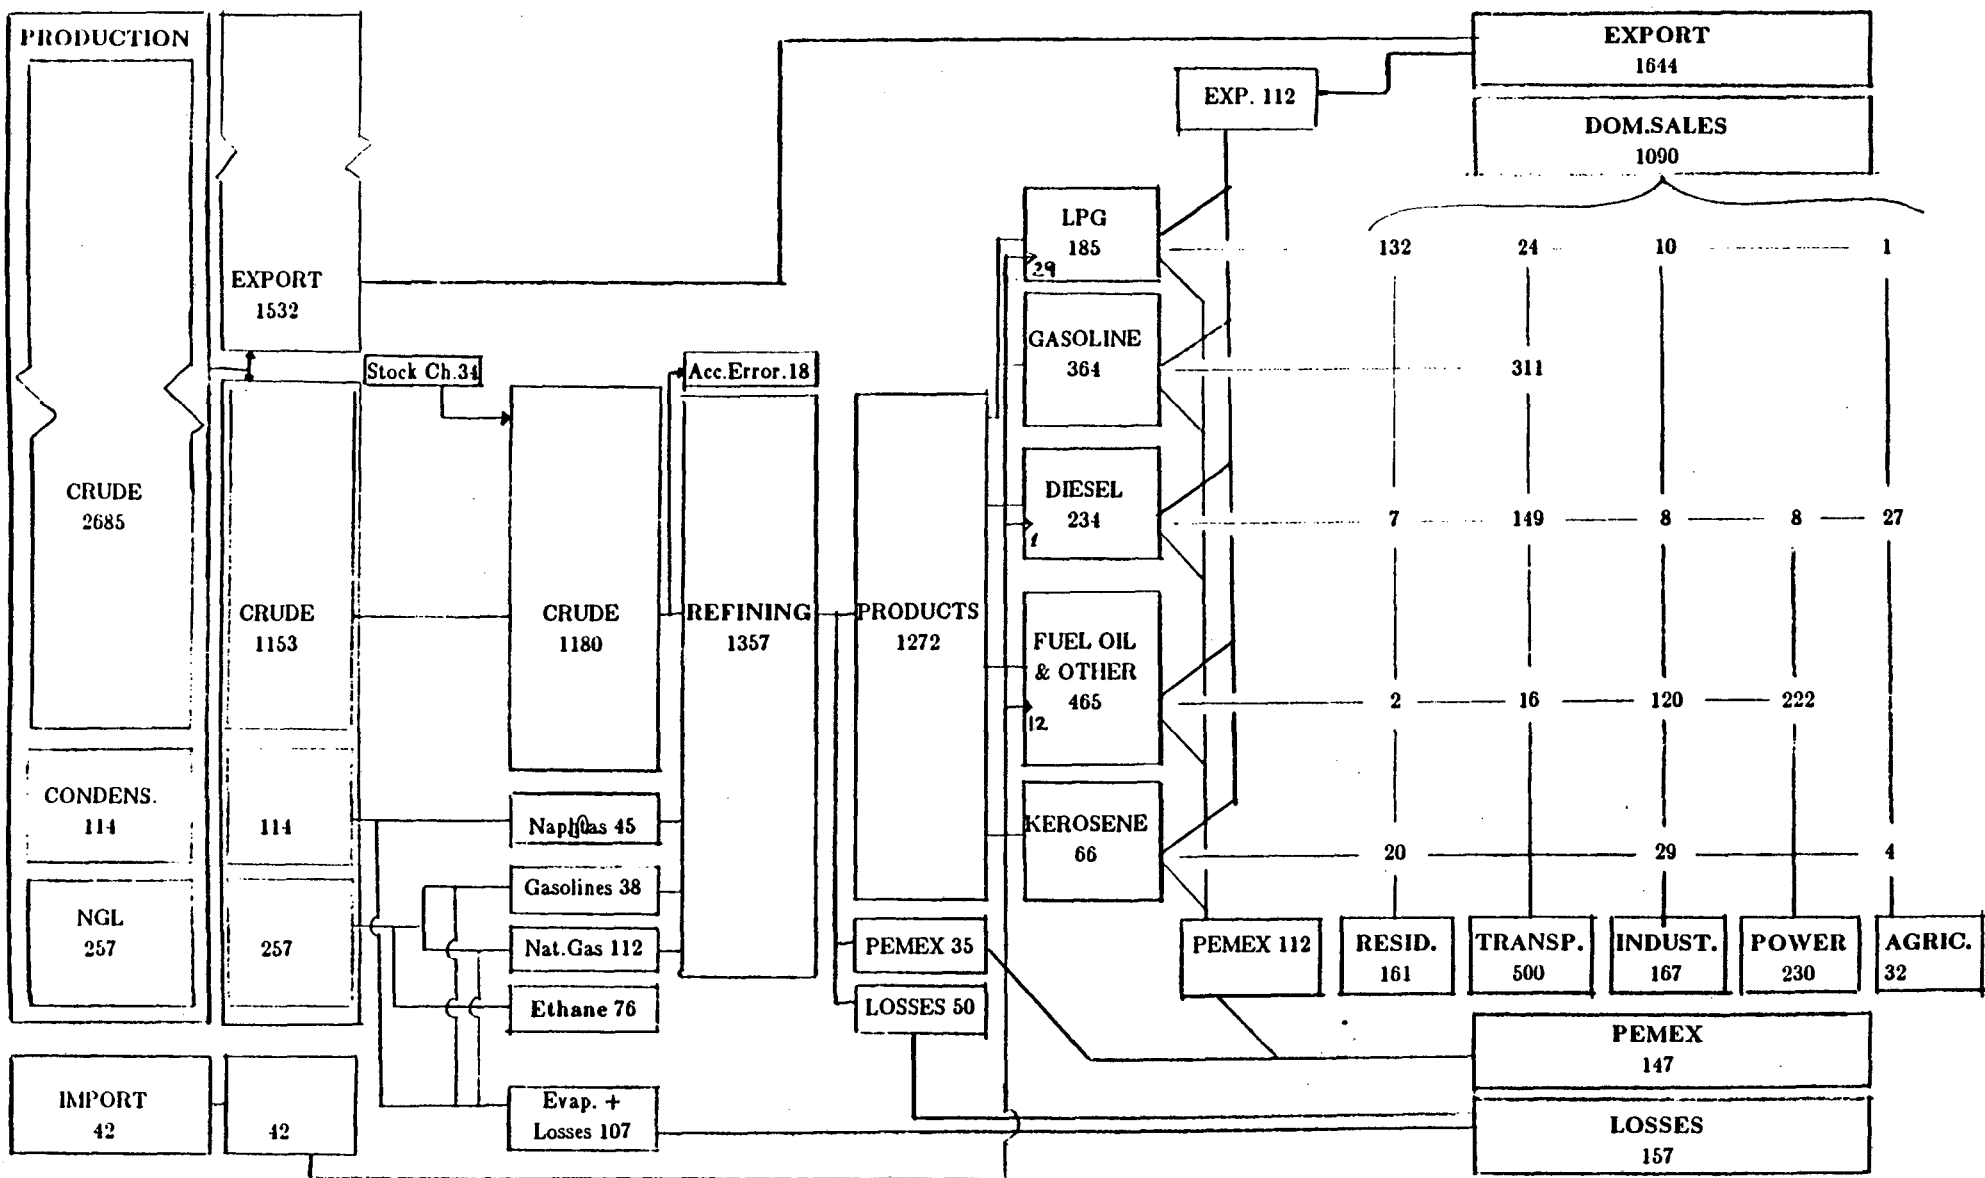 PRODUCTION
CRUDE
2685
CONDENS.
114
NGL
257
IMPORT
42
EXPORT
1532
CRUDE
1153
114
257
42
Stock Ch.34
CRUDE
1180
Naphtas 45
Gasolines 38
Nat.Gas 112
Ethane 76
Evap. +
Losses 107
Acc.Error.18
REFINING
1357
PRODUCTS
1272
PEMEX 35
LOSSES 50
LPG
185
29
GASOLINE
364
DIESEL
234
1
FUEL OIL
& OTHER
465
12
KEROSENE
66
EXP. 112
PEMEX 112
EXPORT
1644
DOM.SALES
1090
132 24 10 1
311
7 149 8 8 27
2 16 120 222
20 29 4
RESID.
161
TRANSP.
500
INDUST.
167
POWER
230
AGRIC.
32
PEMEX
147
LOSSES
157